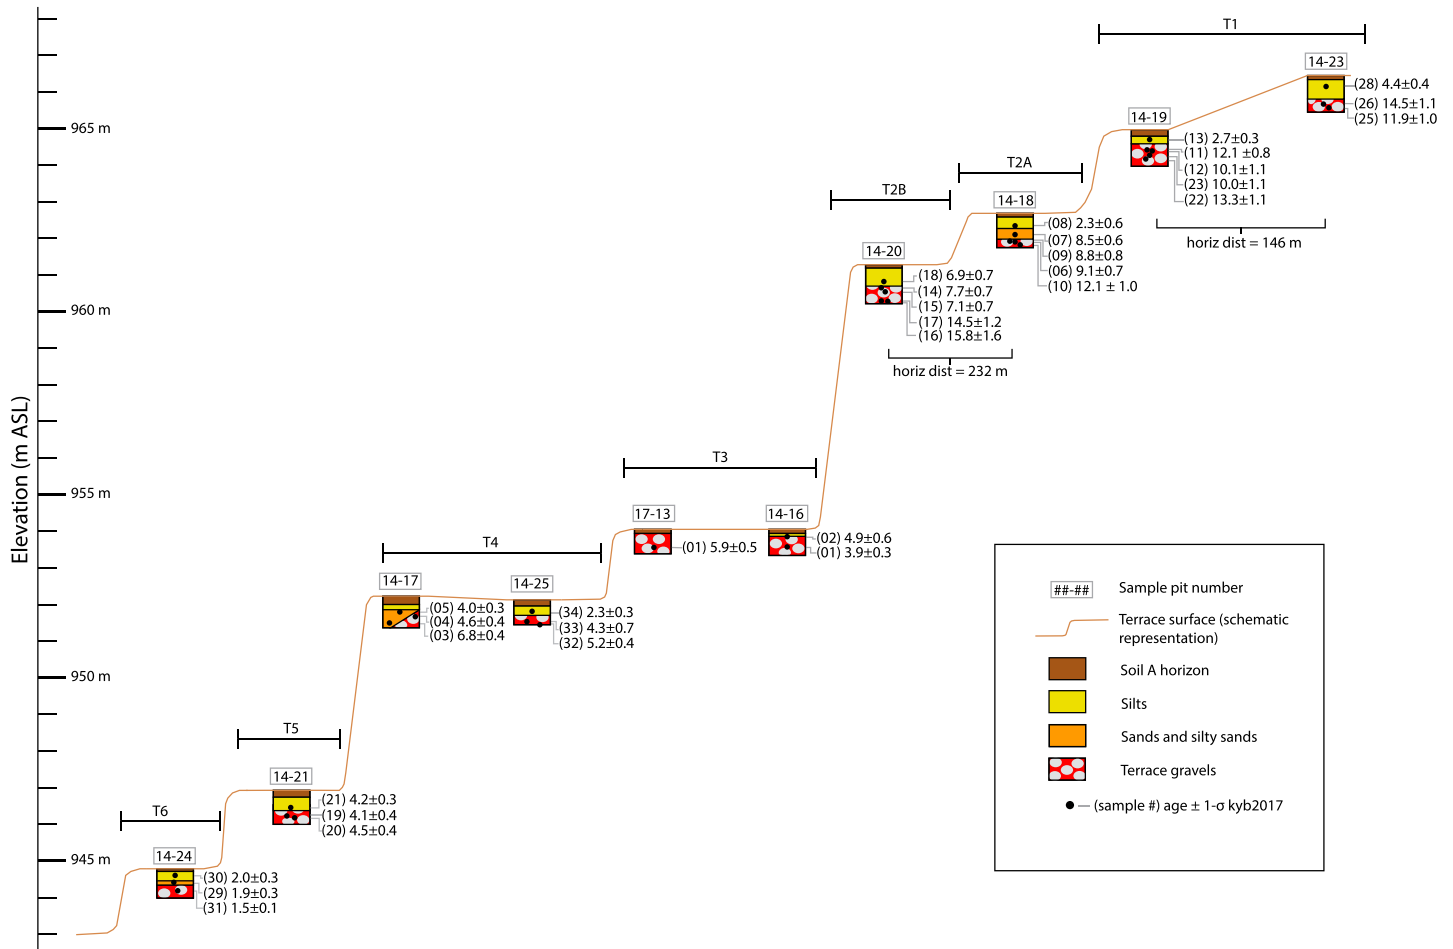 T1
14-23
(28) 4.4±0.4
(26) 14.5±1.1
(25) 11.9±1.0
965 m
14-19
(13) 2.7±0.3
(11) 12.1 ±0.8
(12) 10.1±1.1
(23) 10.0±1.1
(22) 13.3±1.1
horiz dist = 146 m
T2A
14-18
(08) 2.3±0.6
(07) 8.5±0.6
(09) 8.8±0.8
(06) 9.1±0.7
(10) 12.1 ± 1.0
T2B
14-20
(18) 6.9±0.7
(14) 7.7±0.7
(15) 7.1±0.7
(17) 14.5±1.2
(16) 15.8±1.6
horiz dist = 232 m
960 m
Elevation (m ASL)
955 m
T3
17-13
(01) 5.9±0.5
14-16
(02) 4.9±0.6
(01) 3.9±0.3
T4
14-17
(05) 4.0±0.3
(04) 4.6±0.4
(03) 6.8±0.4
14-25
(34) 2.3±0.3
(33) 4.3±0.7
(32) 5.2±0.4
950 m
T5
14-21
(21) 4.2±0.3
(19) 4.1±0.4
(20) 4.5±0.4
T6
945 m
14-24
(30) 2.0±0.3
(29) 1.9±0.3
(31) 1.5±0.1
##-##
Sample pit number
Terrace surface (schematic
representation)
Soil A horizon
Silts
Sands and silty sands
Terrace gravels
(sample #) age ± 1-σ kyb2017